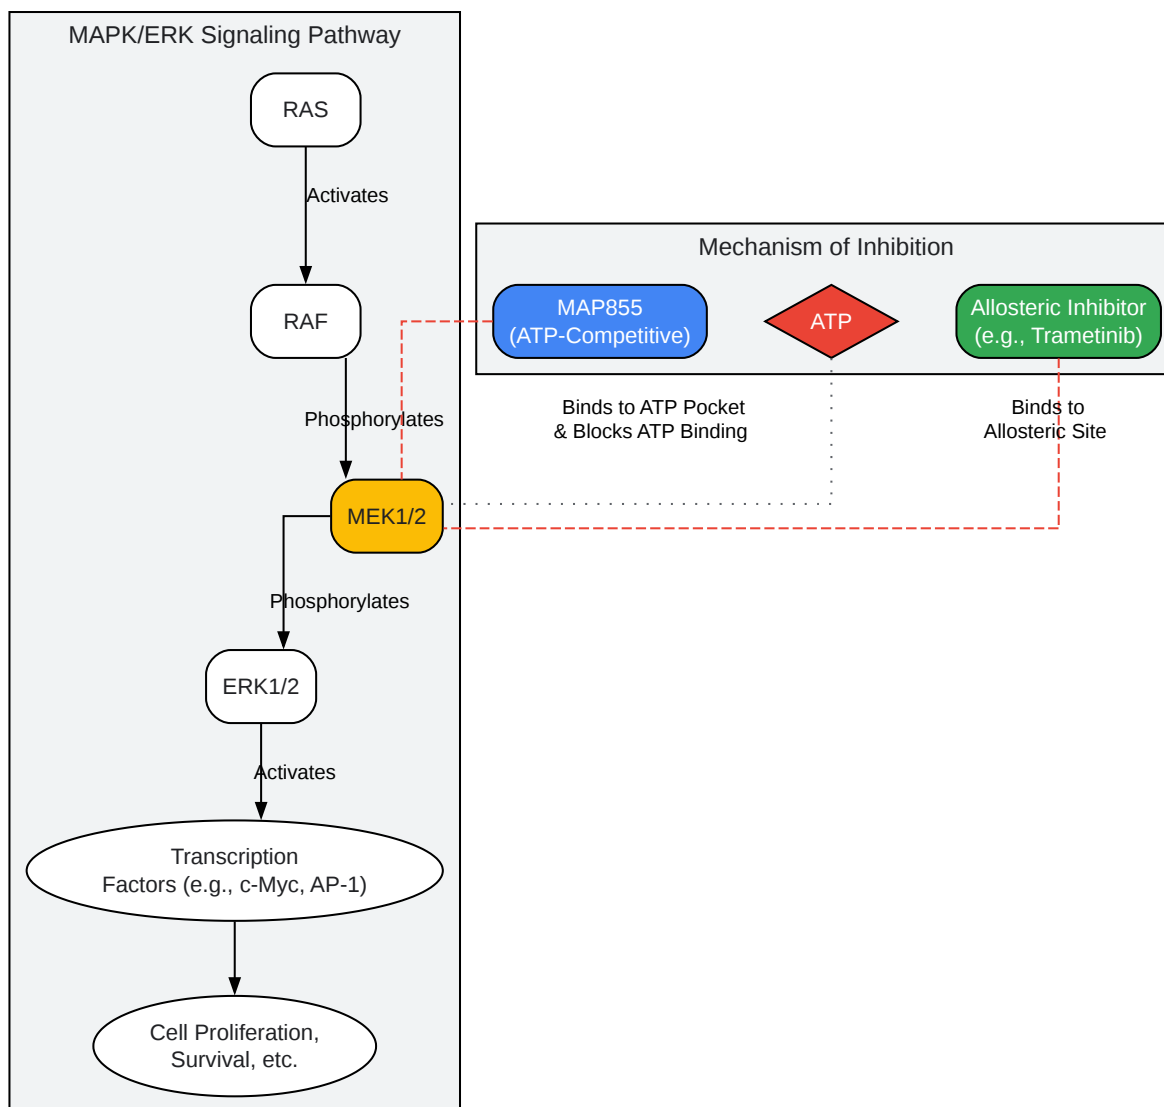 MAPK/ERK Signaling Pathway
RAS
Activates
Mechanism of Inhibition
RAF
MAP855
(ATP-Competitive)
ATP
Allosteric Inhibitor
(e.g., Trametinib)
Phosphorylates
Binds to ATP Pocket
& Blocks ATP Binding
Binds to
Allosteric Site
MEK1/2
Phosphorylates
ERK1/2
Activates
Transcription
Factors (e.g., c-Myc, AP-1)
Cell Proliferation,
Survival, etc.